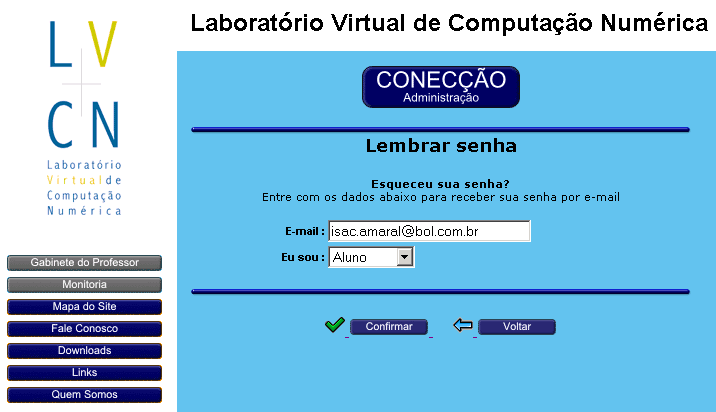 LV
CN
Laboratório
Virtual de
Computação
Numérica
Laboratório Virtual de Computação Numérica
CONECÇÃO
Administração
Lembrar senha
Esqueceu sua senha?
Entre com os dados abaixo para receber sua senha por e-mail
E-mail : isac.amaral@bol.com.br
Eu sou : Aluno
Confirmar Voltar
Gabinete do Professor
Monitoria
Mapa do Site
Fale Conosco
Downloads
Links
Quem Somos